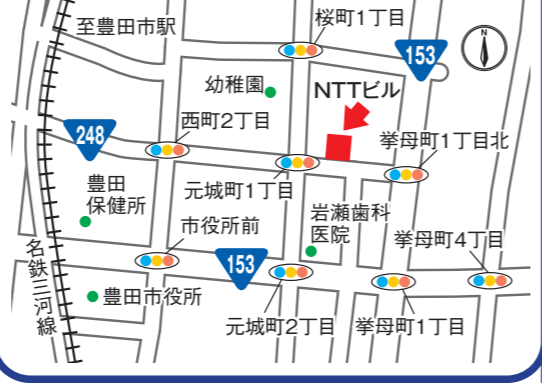 至豊田市駅
桜町1丁目
153
N
幼稚園
NTTビル
248
西町2丁目
挙母町1丁目北
豊田
保健所
元城町1丁目
岩瀬歯科
医院
市役所前
153
挙母町4丁目
名鉄三河線
豊田市役所
元城町2丁目
挙母町1丁目